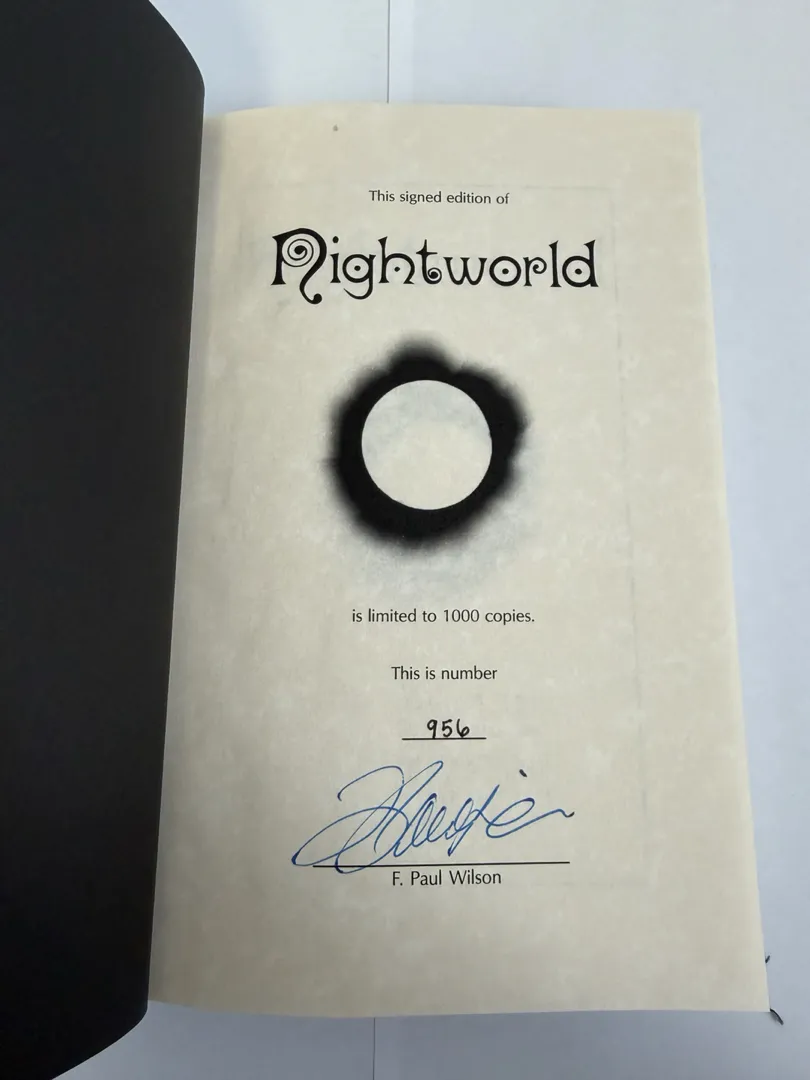 This signed edition of
Nightworld
is limited to 1000 copies.
This is number
956
F. Paul Wilson